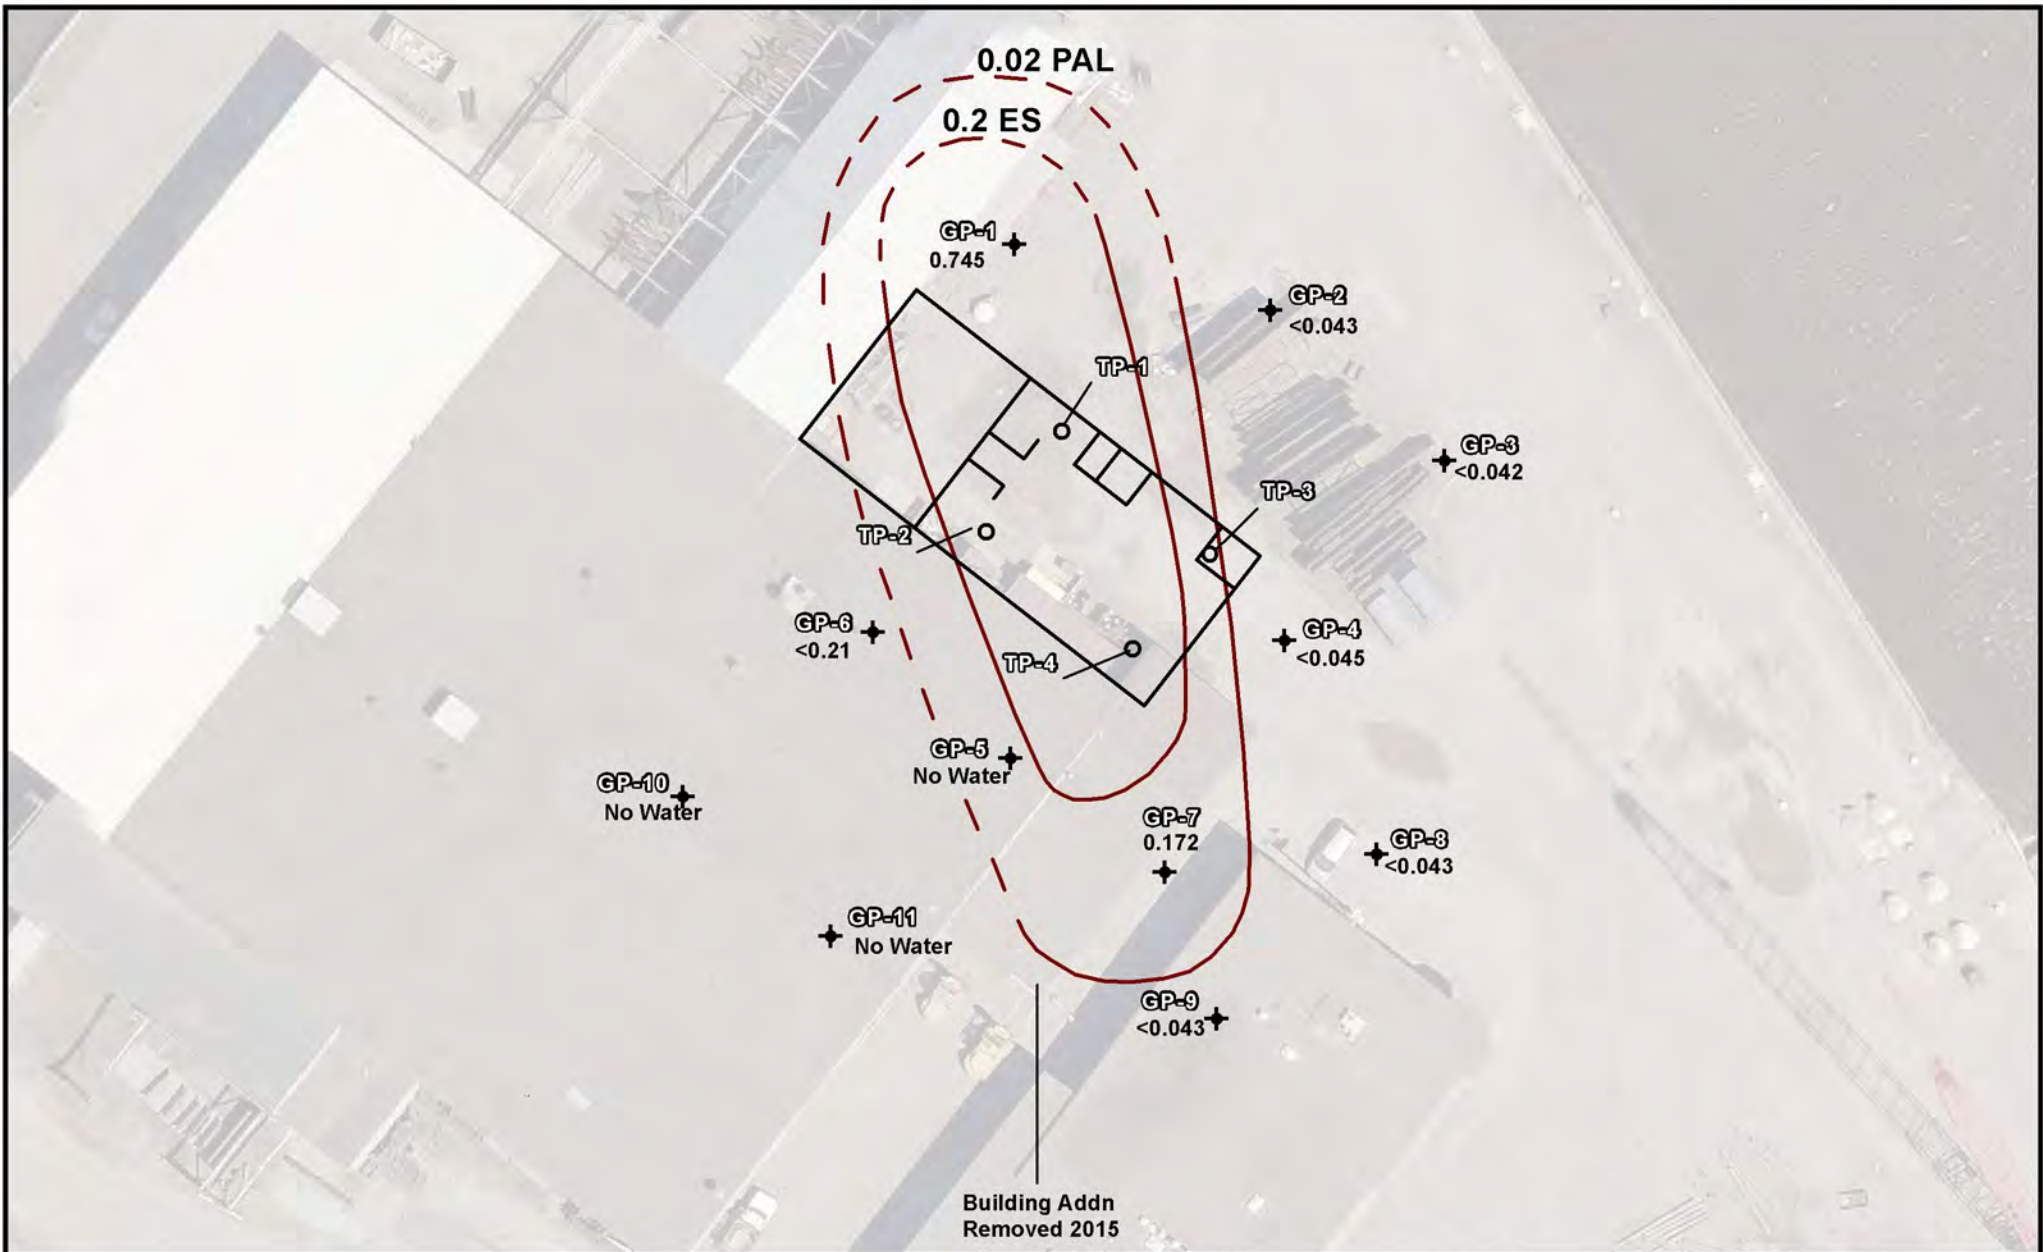 0.02 PAL
0.2 ES
GP-1
0.745
GP-2
<0.043
TP-1
GP-3
<0.042
TP-3
TP-2
GP-6
<0.21
GP-4
<0.045
TP-4
GP-5
No Water
GP-10
No Water
GP-7
0.172
GP-8
<0.043
GP-11
No Water
GP-9
<0.043
Building Addn
Removed 2015